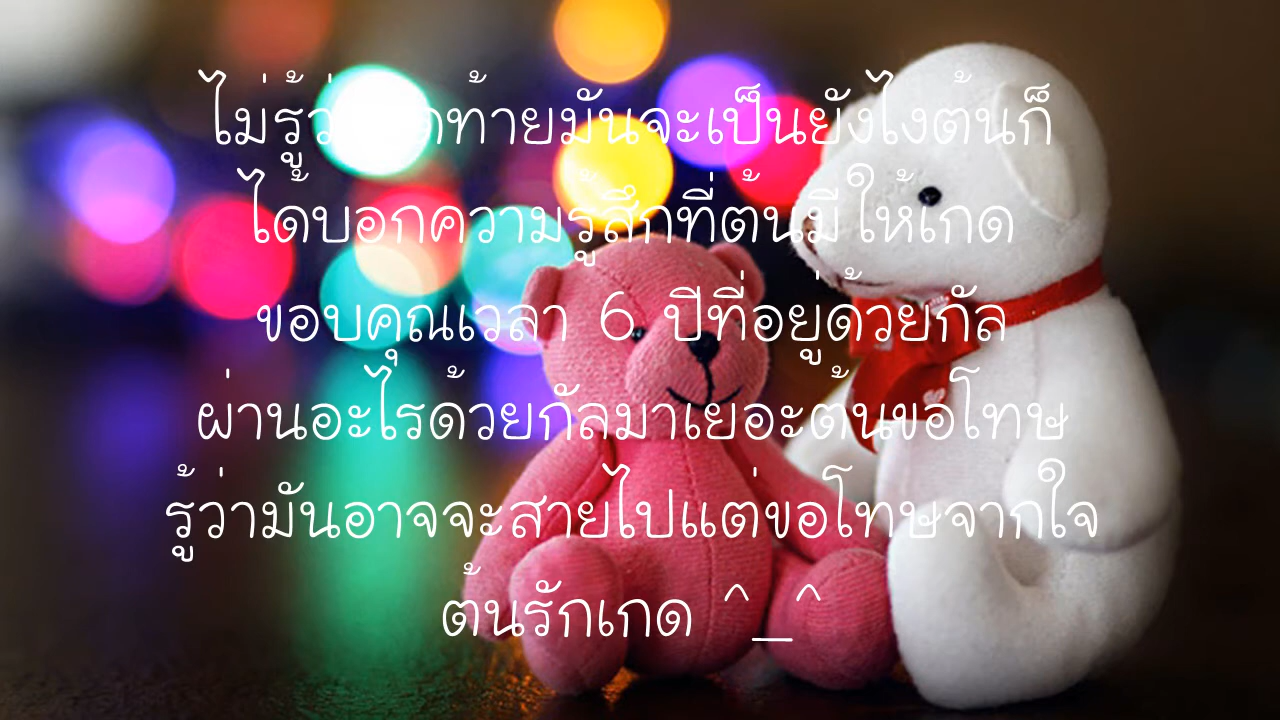 ไม่รู้ว่าสุดท้ายมันจะเป็นยังไงต้นก็
ได้บอกความรู้สึกที่ต้นมีให้เกด
ขอบคุณเวลา 6 ปีที่อยู่ด้วยกัล
ผ่านอะไรด้วยกัลมาเยอะต้นขอโทษ
รู้ว่ามันอาจจะสายไปแต่ขอโทษจากใจ
ต้นรักเกด ^_^